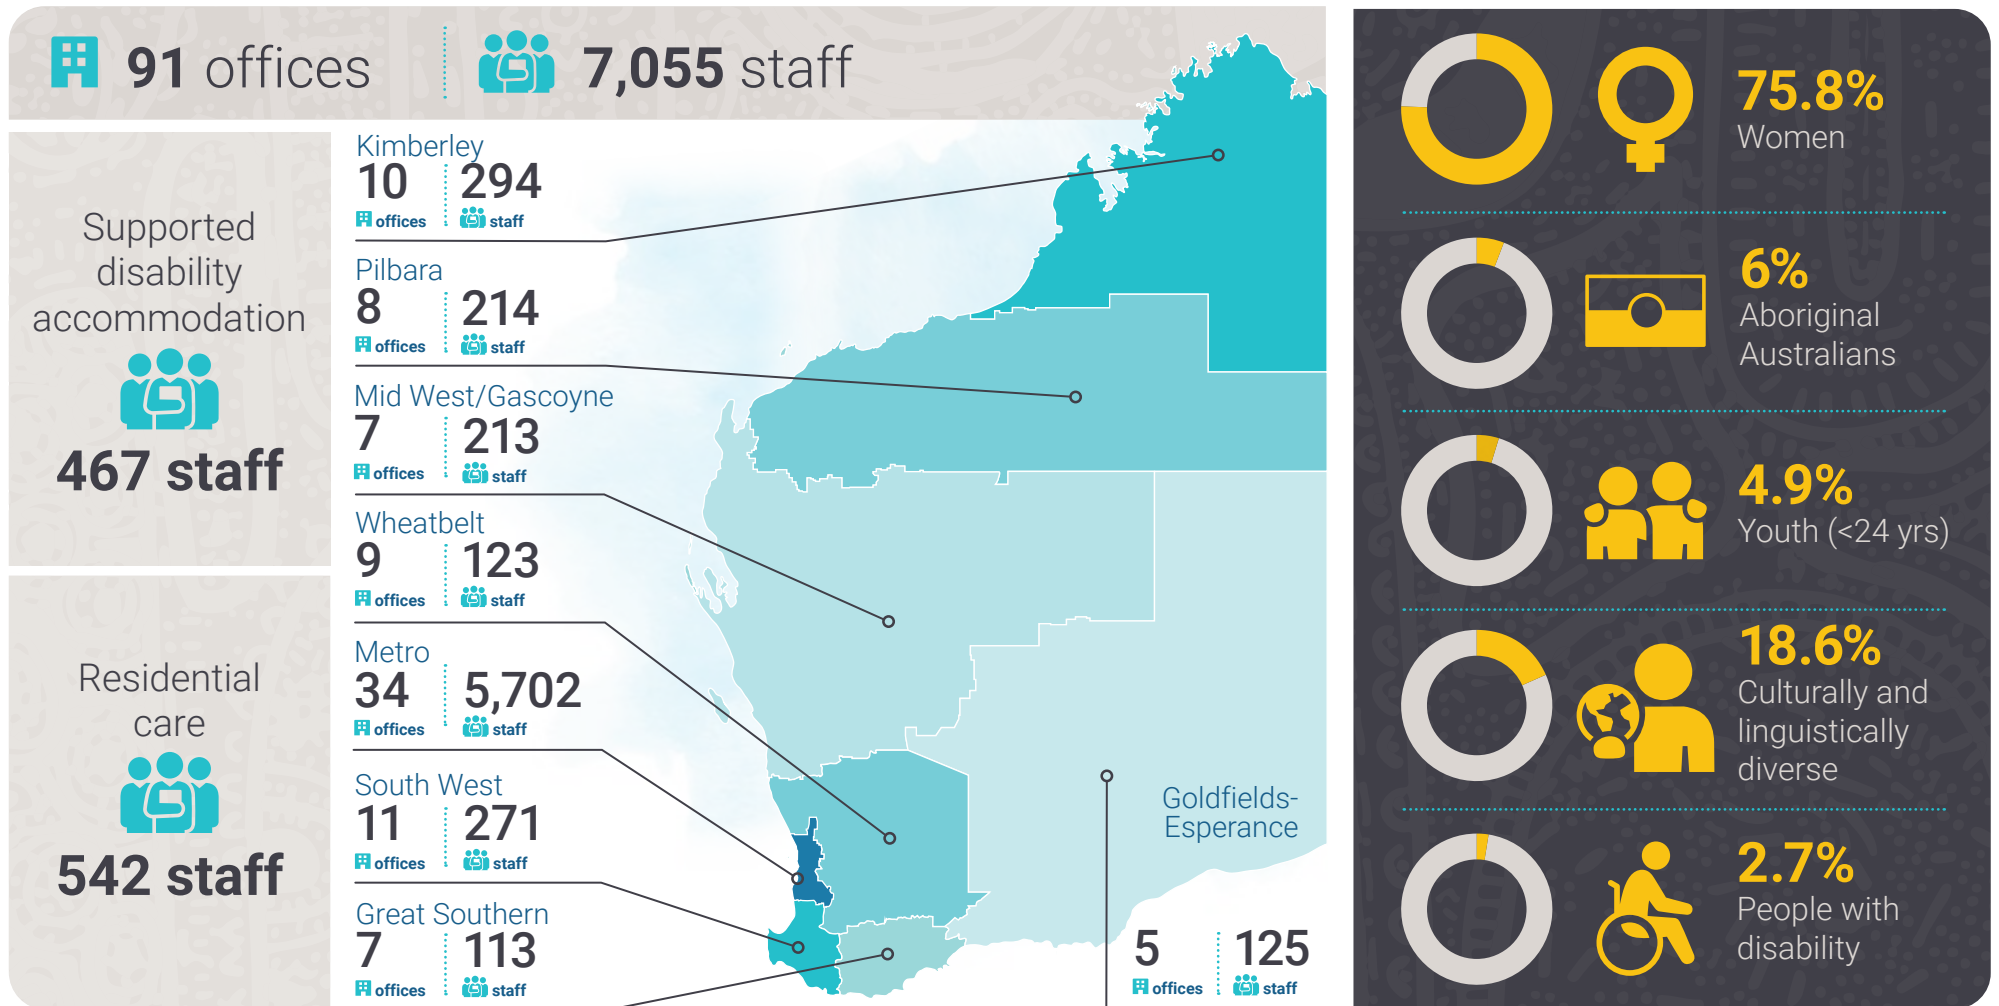 91 offices
7,055 staff
Supported
disability
accommodation
467 staff
Residential
care
542 staff
Kimberley
10 offices
294 staff
Pilbara
8 offices
214 staff
Mid West/Gascoyne
7 offices
213 staff
Wheatbelt
9 offices
123 staff
Metro
34 offices
5,702 staff
South West
11 offices
271 staff
Great Southern
7 offices
113 staff
Goldfields-
Esperance
5 offices
125 staff
75.8%
Women
6%
Aboriginal
Australians
4.9%
Youth (<24 yrs)
18.6%
Culturally and
linguistically
diverse
2.7%
People with
disability